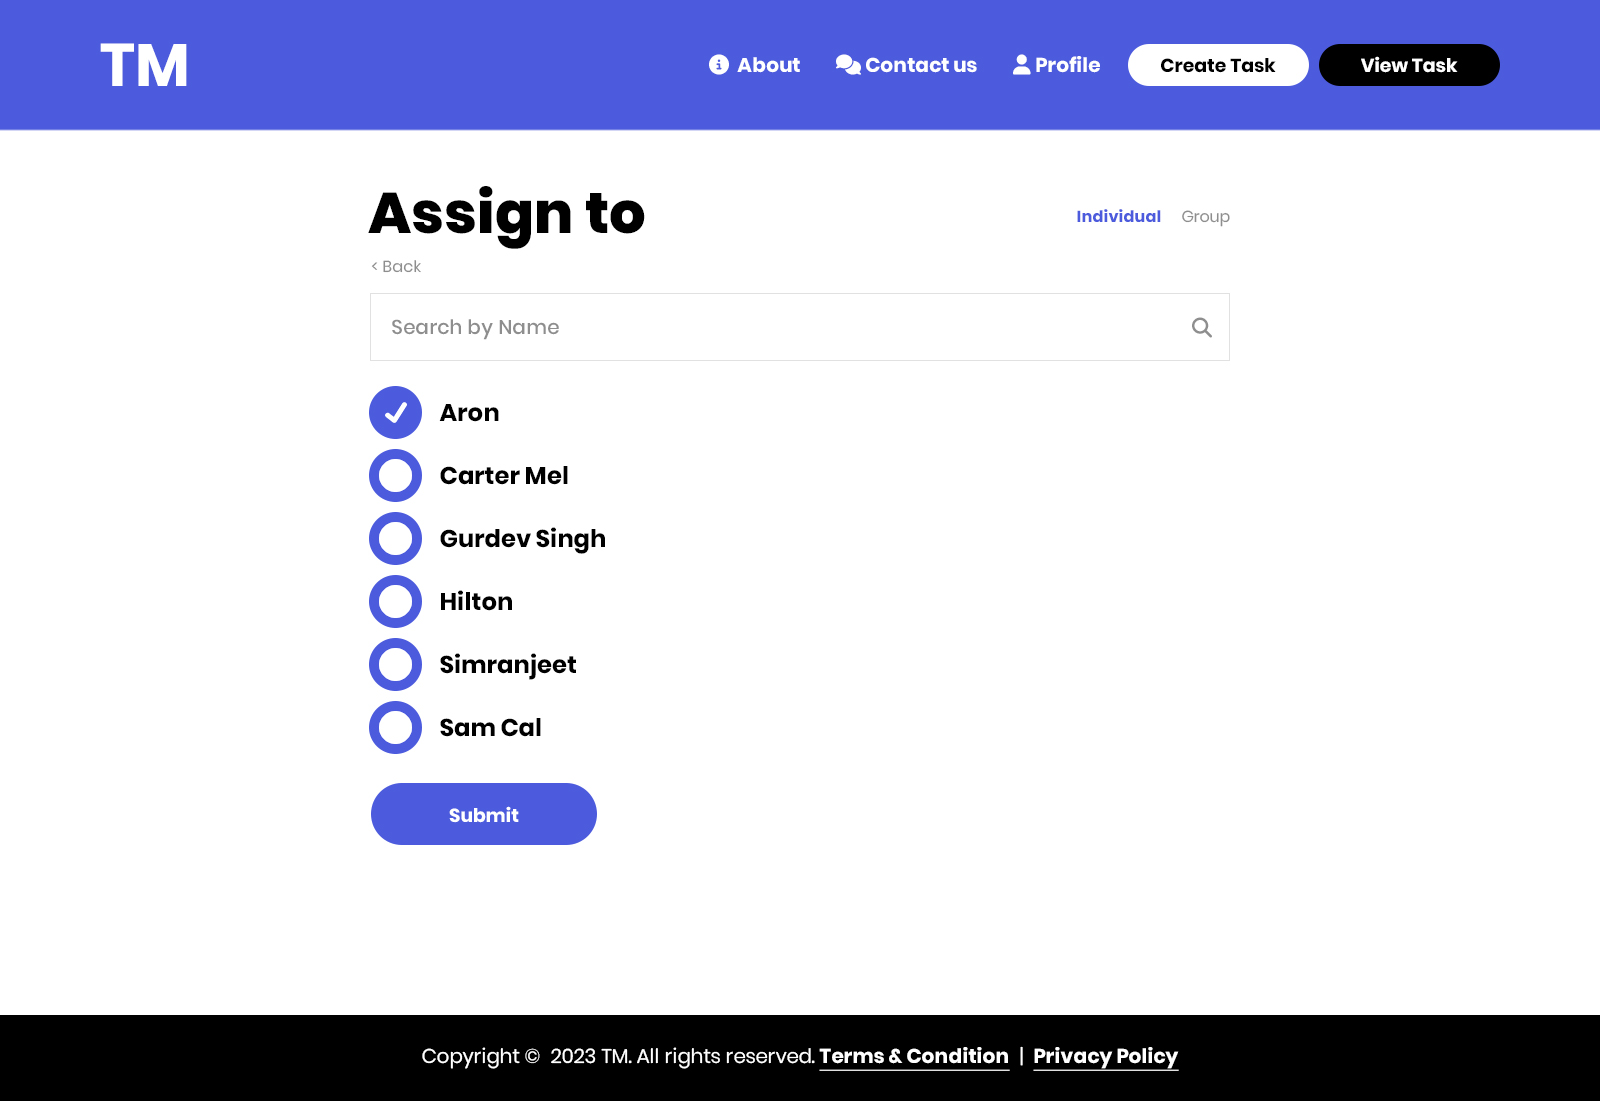 TM
About Contact us Profile Create Task View Task
Assign to
Individual Group
< Back
Search by Name
Aron
Carter Mel
Gurdev Singh
Hilton
Simranjeet
Sam Cal
Submit
Copyright © 2023 TM. All rights reserved. Terms & Condition | Privacy Policy